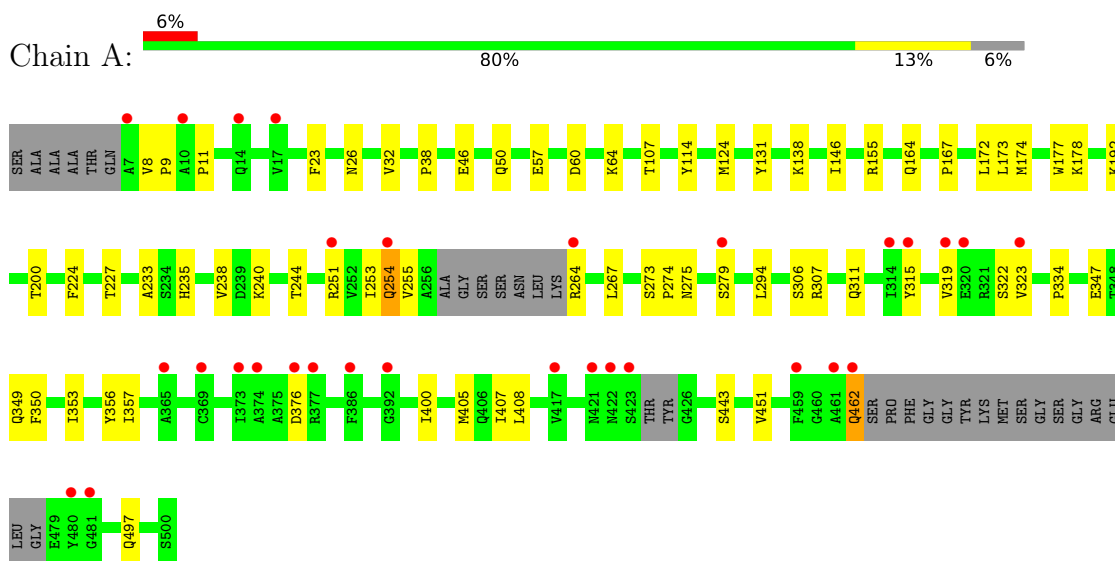 6%
Chain A:
80% 13% 6%
SER ALA ALA ALA THR GLN A7 V8 P9 A10 P11 Q14 V17 F23 N26 V32 P38 E46 Q50 E57 D60 K64 T107 Y114 M124 Y131 K138 I146 R155 Q164 P167 L172 L173 M174 W177 K178
T200 F224 T227 A233 S234 H235 V238 D239 K240 T244 R251 V252 I253 Q254 V255 A256 ALA GLY SER SER ASN LEU LYS R264 L267 S273 P274 N275 S279 L294 S306 R307 Q311 I314 Y315 V319 E320 R321 S322 V323 P334 E347 T348
Q349 F350 I353 Y356 I357 A365 C369 I373 A374 A375 D376 R377 F386 G392 I400 M405 Q406 I407 L408 V417 N421 N422 S423 THR TYR G426 S443 V451 F459 G460 A461 Q462 SER PRO PHE GLY GLY TYR LYS MET SER GLY SER GLY ARG GLU
LEU GLY E479 Y480 G481 Q497 S500